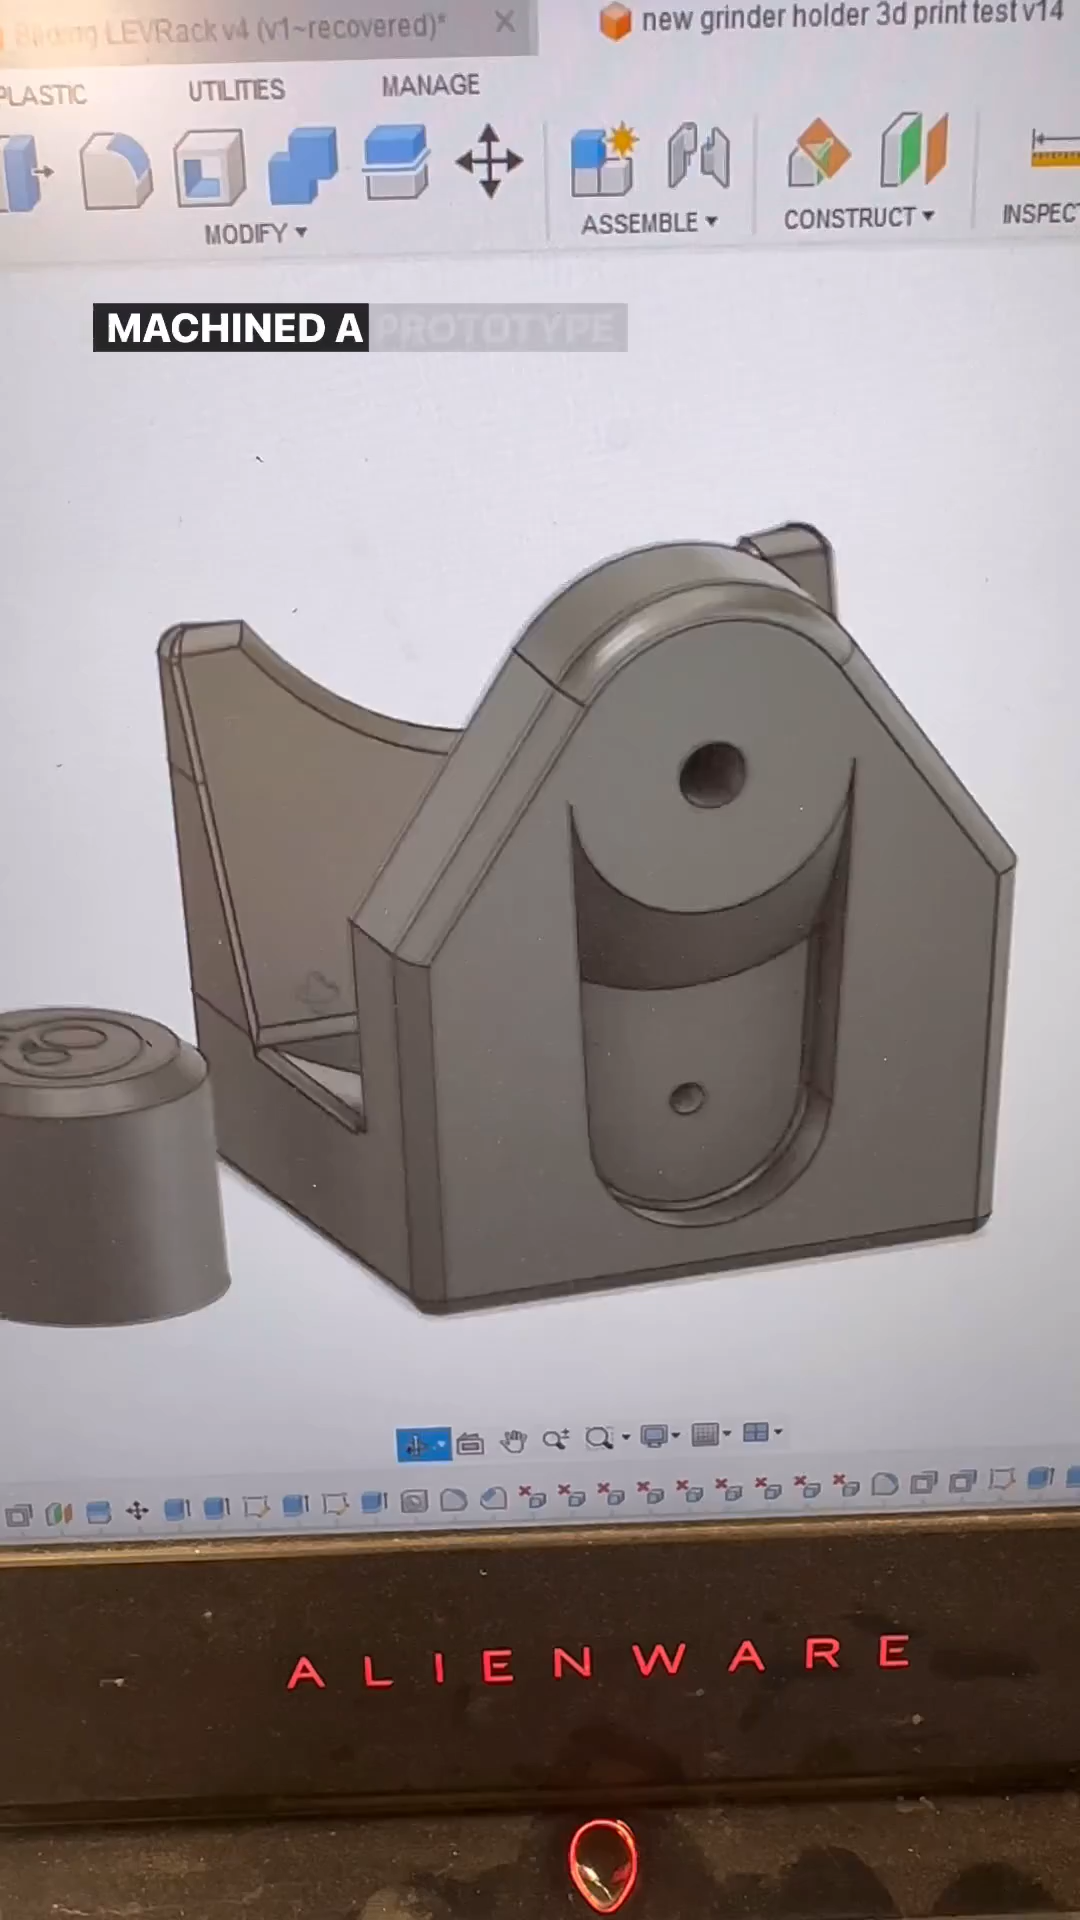 LEVRack v4 (v1~recovered)*
new grinder holder 3d print test v14
PLASTIC
UTILITIES
MANAGE
MODIFY
ASSEMBLE
CONSTRUCT
INSPECT
MACHINED A PROTOTYPE
ALIENWARE